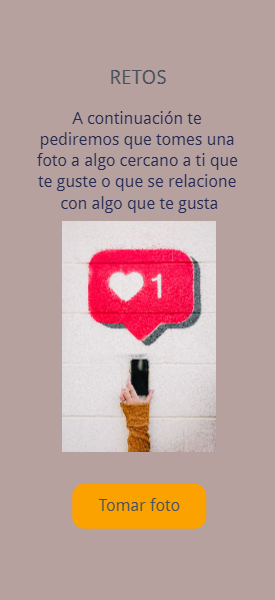 RETOS
A continuación te
pediremos que tomes una
foto a algo cercano a ti que
te guste o que se relacione
con algo que te gusta
1
Tomar foto